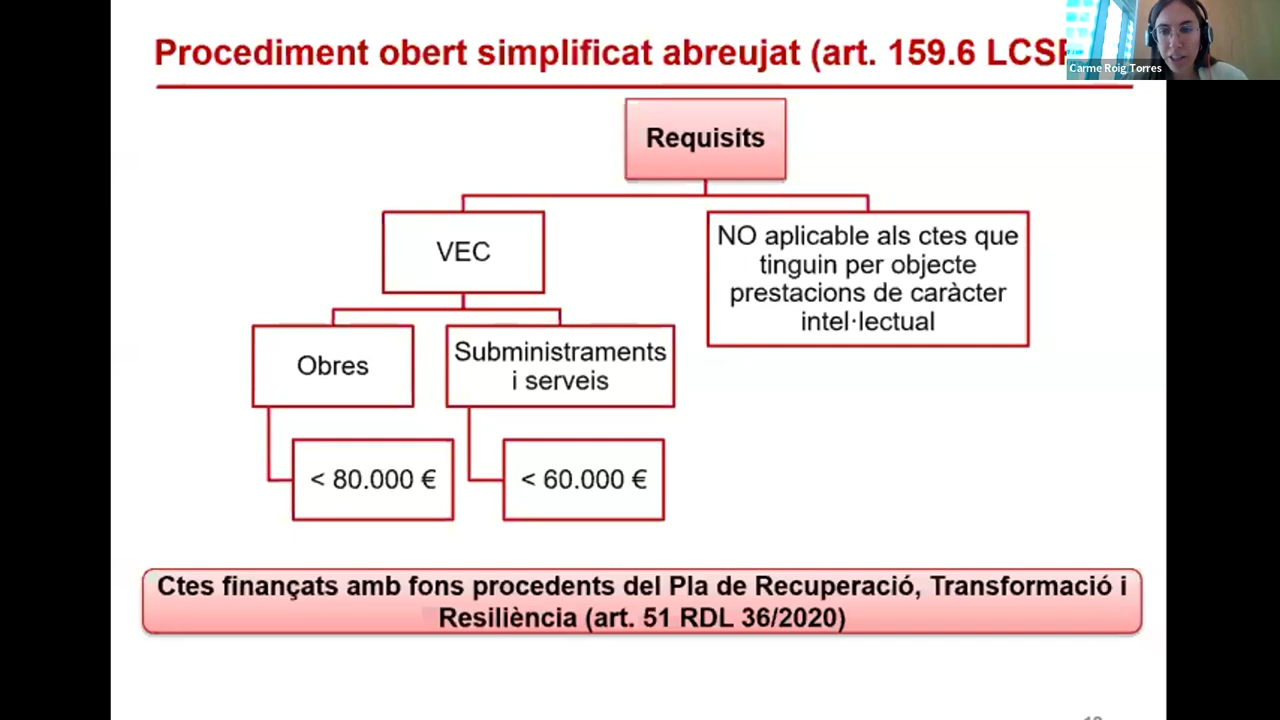 Procediment obert simplificat abreujat (art. 159.6 LCSP
Carme Roig Torres
Requisits
VEC
NO aplicable als ctes que
tinguin per objecte
prestacions de caràcter
intel·lectual
Obres
Subministraments
i serveis
< 80.000 €
< 60.000 €
Ctes finançats amb fons procedents del Pla de Recuperació, Transformació i
Resiliència (art. 51 RDL 36/2020)